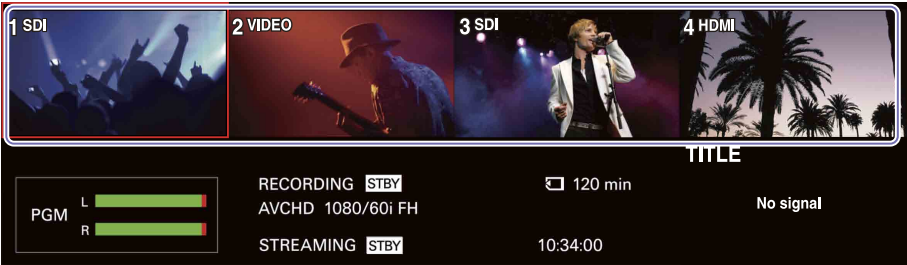 1 SDI
2 VIDEO
3 SDI
4 HDMI
TITLE
PGM
L
R
RECORDING STBY
120 min
AVCHD 1080/60i FH
STREAMING STBY
10:34:00
No signal